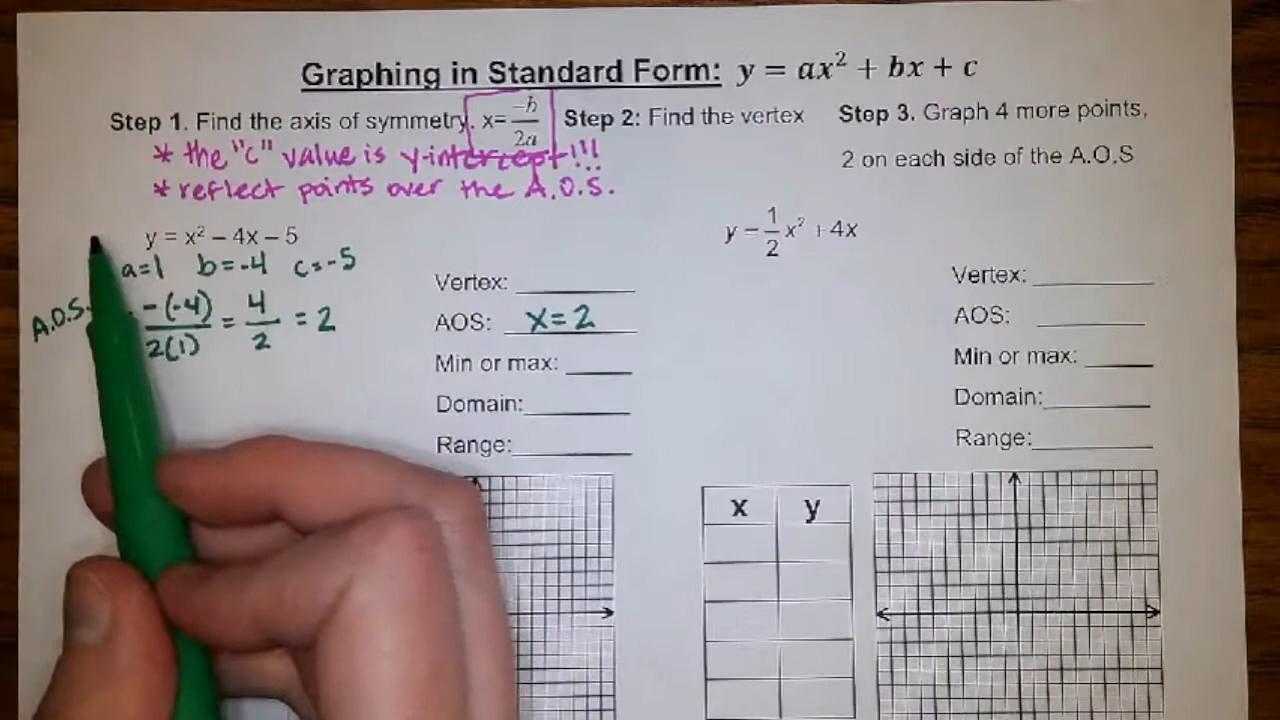 Graphing in Standard Form: y = ax² + bx + c
Step 1. Find the axis of symmetry. x= -b/2a
* the "c" value is y-intercept!!!
* reflect points over the A.O.S.
Step 2: Find the vertex
Step 3. Graph 4 more points,
2 on each side of the A.O.S
y = x² – 4x – 5
a=1 b=-4 c=-5
A.O.S. -(-4)/2(1) = 4/2 = 2
Vertex:
AOS: x=2
Min or max:
Domain:
Range:
y = 1/2 x² + 4x
Vertex:
AOS:
Min or max:
Domain:
Range:
x y